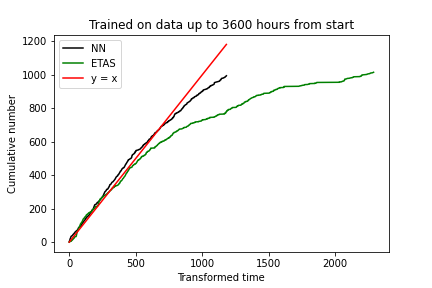 Trained on data up to 3600 hours from start
1200
1000
800
600
400
200
0
Cumulative number
NN
ETAS
y = x
0
500
1000
1500
2000
Transformed time